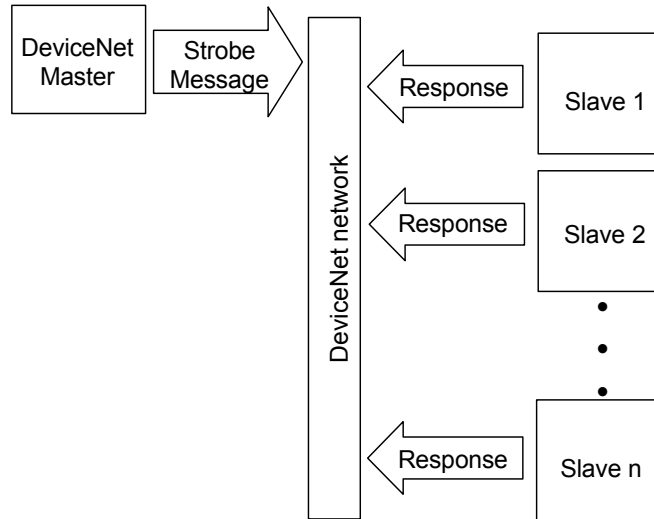 DeviceNet
Master
Strobe
Message
Response
Slave 1
DeviceNet network
Response
Slave 2
Response
Slave n